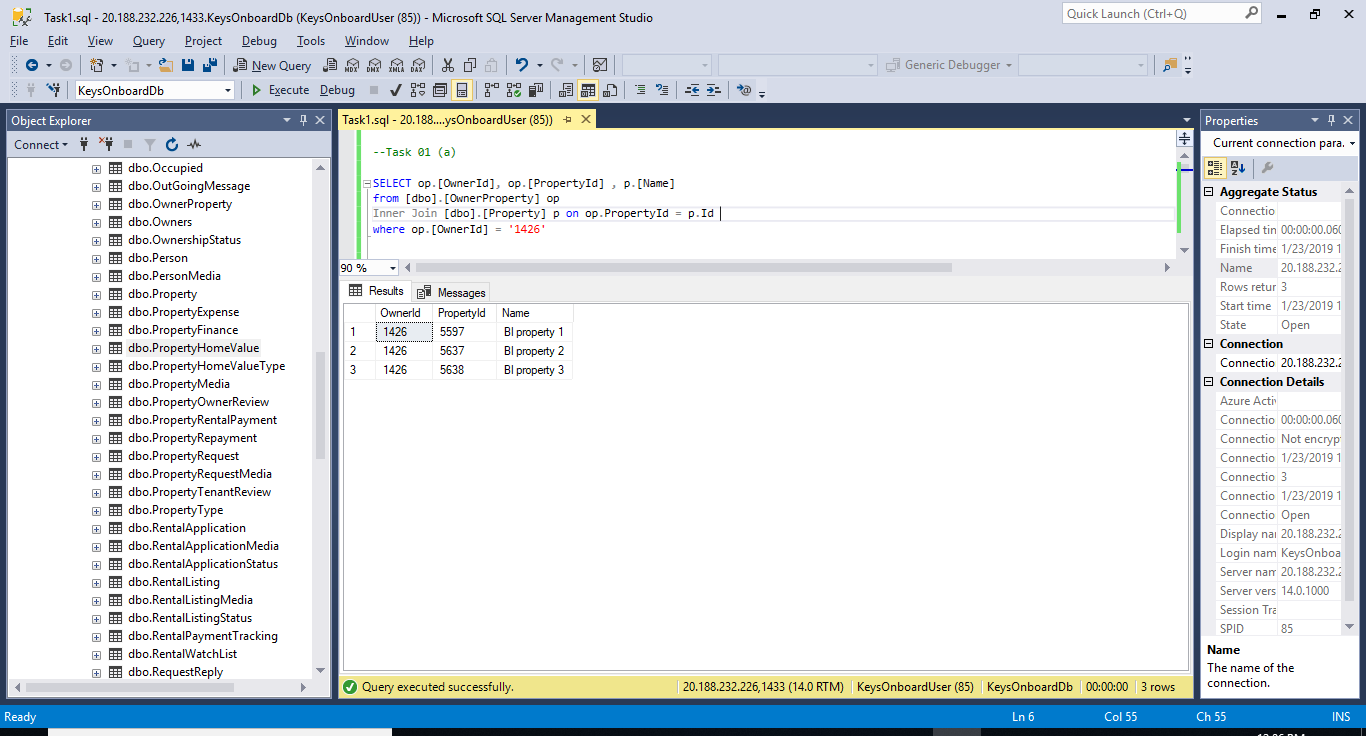 Task1.sql - 20.188.232.226,1433.KeysOnboardDb (KeysOnboardUser (85)) - Microsoft SQL Server Management Studio
Quick Launch (Ctrl+Q)
File Edit View Query Project Debug Tools Window Help
New Query
MDX DMX XMLA DAX
Generic Debugger
KeysOnboardDb
Execute Debug
Object Explorer
Connect
dbo.Occupied
dbo.OutGoingMessage
dbo.OwnerProperty
dbo.Owners
dbo.OwnershipStatus
dbo.Person
dbo.PersonMedia
dbo.Property
dbo.PropertyExpense
dbo.PropertyFinance
dbo.PropertyHomeValue
dbo.PropertyHomeValueType
dbo.PropertyMedia
dbo.PropertyOwnerReview
dbo.PropertyRentalPayment
dbo.PropertyRepayment
dbo.PropertyRequest
dbo.PropertyRequestMedia
dbo.PropertyTenantReview
dbo.PropertyType
dbo.RentalApplication
dbo.RentalApplicationMedia
dbo.RentalApplicationStatus
dbo.RentalListing
dbo.RentalListingMedia
dbo.RentalListingStatus
dbo.RentalPaymentTracking
dbo.RentalWatchList
dbo.RequestReply
Task1.sql - 20.188....ysOnboardUser (85))
--Task 01 (a)
SELECT op.[OwnerId], op.[PropertyId] , p.[Name]
from [dbo].[OwnerProperty] op
Inner Join [dbo].[Property] p on op.PropertyId = p.Id
where op.[OwnerId] = '1426'
90 %
Results Messages
OwnerId PropertyId Name
1 1426 5597 BI property 1
2 1426 5637 BI property 2
3 1426 5638 BI property 3
Query executed successfully.
20.188.232.226,1433 (14.0 RTM) KeysOnboardUser (85) KeysOnboardDb 00:00:00 3 rows
Properties
Current connection para.
Aggregate Status
Connectio
Elapsed tin 00:00:00.060
Finish time 1/23/2019 1
Name 20.188.232.2
Rows retur 3
Start time 1/23/2019 1
State Open
Connection
Connectio 20.188.232.2
Connection Details
Azure Activ
Connectio 00:00:00.060
Connectio Not encryp
Connectio 1/23/2019 1
Connectio 3
Connectio 1/23/2019 1
Connectio Open
Display nai 20.188.232.2
Login nam KeysOnboa
Server nam 20.188.232.2
Server vers 14.0.1000
Session Tra
SPID 85
Name
The name of the
connection.
Ready
Ln 6 Col 55 Ch 55 INS